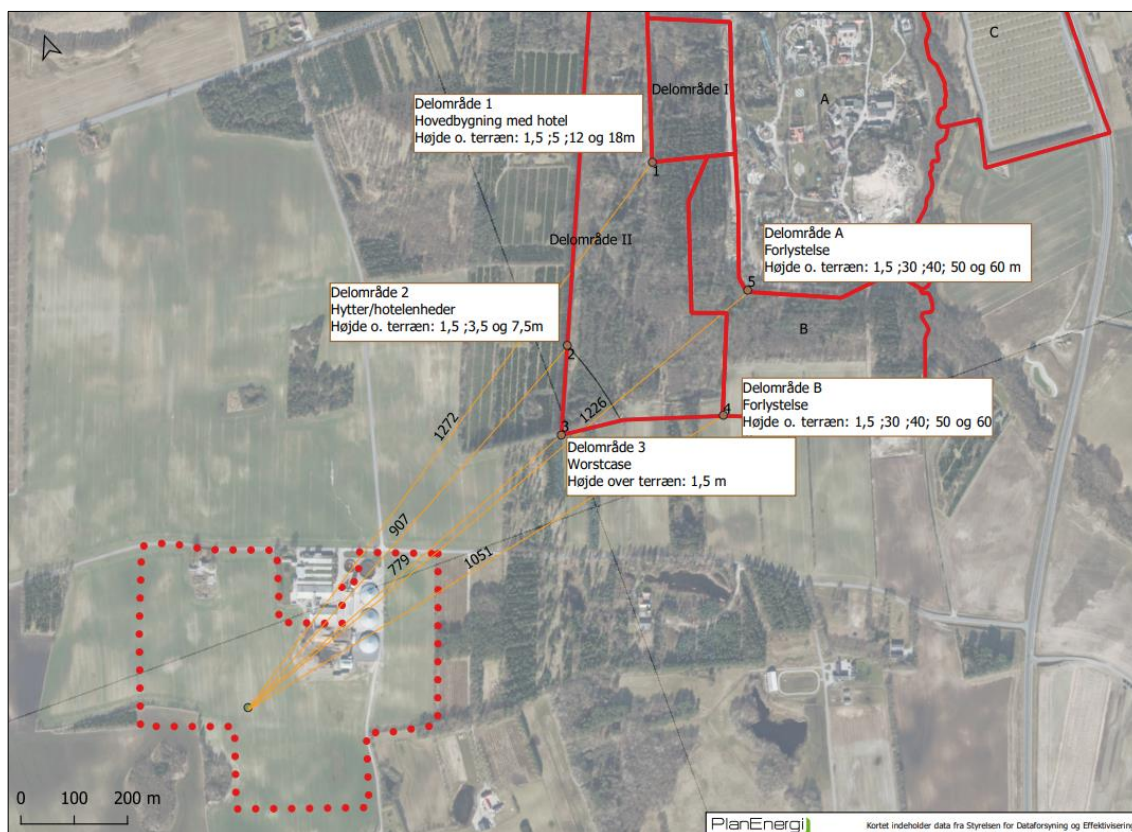 C
Delområde 1
Hovedbygning med hotel
Højde o. terræn: 1,5 ;5 ;12 og 18m
Delområde I
A
1
Delområde II
Delområde A
Forlystelse
Højde o. terræn: 1,5 ;30 ;40; 50 og 60 m
5
Delområde 2
Hytter/hotelenheder
Højde o. terræn: 1,5 ;3,5 og 7,5m
B
2
Delområde B
Forlystelse
Højde o. terræn: 1,5 ;30 ;40; 50 og 60
4
1226
1272
3
Delområde 3
Worstcase
Højde over terræn: 1,5 m
907
779
1051
0 100 200 m
PlanEnergi
Kortet indeholder data fra Styrelsen for Dataforsyning og Effektivisering